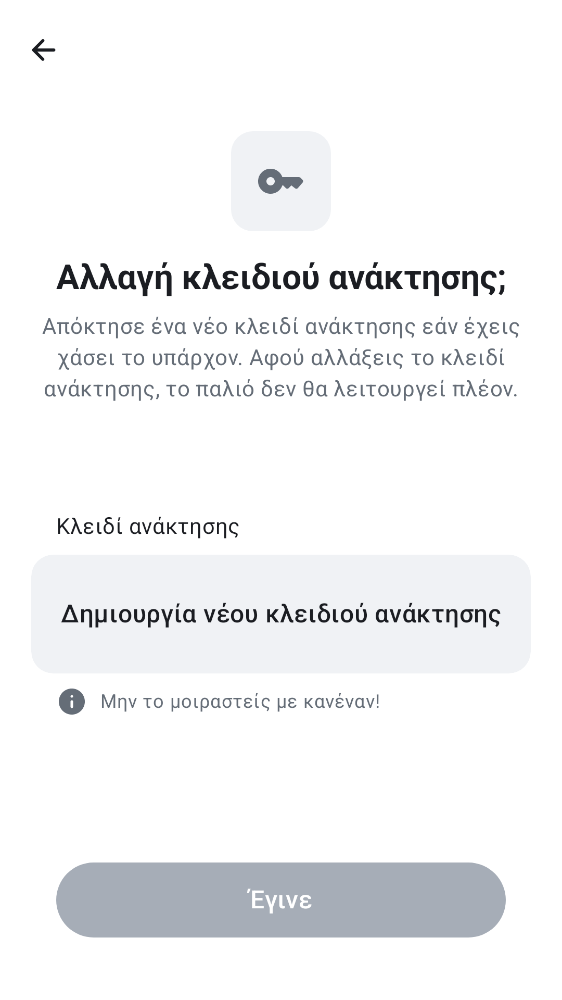 Αλλαγή κλειδιού ανάκτησης;
Απόκτησε ένα νέο κλειδί ανάκτησης εάν έχεις
χάσει το υπάρχον. Αφού αλλάξεις το κλειδί
ανάκτησης, το παλιό δεν θα λειτουργεί πλέον.
Κλειδί ανάκτησης
Δημιουργία νέου κλειδιού ανάκτησης
Μην το μοιραστείς με κανέναν!
Έγινε